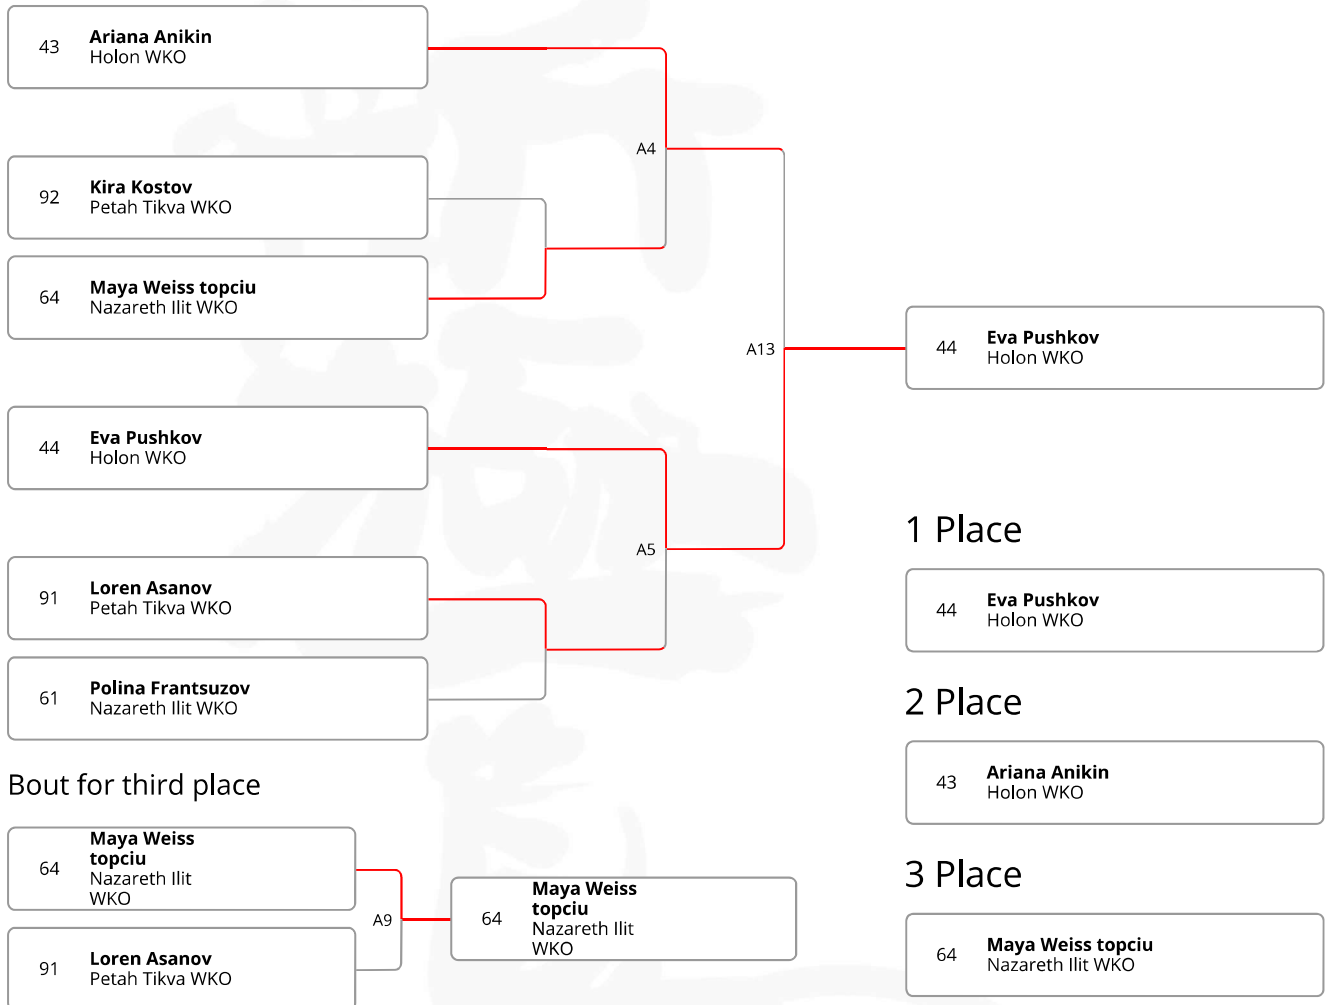 43
Ariana Anikin
Holon WKO
A4
92
Kira Kostov
Petah Tikva WKO
64
Maya Weiss topciu
Nazareth Ilit WKO
A13
44
Eva Pushkov
Holon WKO
44
Eva Pushkov
Holon WKO
A5
91
Loren Asanov
Petah Tikva WKO
61
Polina Frantsuzov
Nazareth Ilit WKO
1 Place
44
Eva Pushkov
Holon WKO
2 Place
43
Ariana Anikin
Holon WKO
3 Place
64
Maya Weiss topciu
Nazareth Ilit WKO
Bout for third place
64
Maya Weiss
topciu
Nazareth Ilit
WKO
A9
91
Loren Asanov
Petah Tikva WKO
64
Maya Weiss
topciu
Nazareth Ilit
WKO